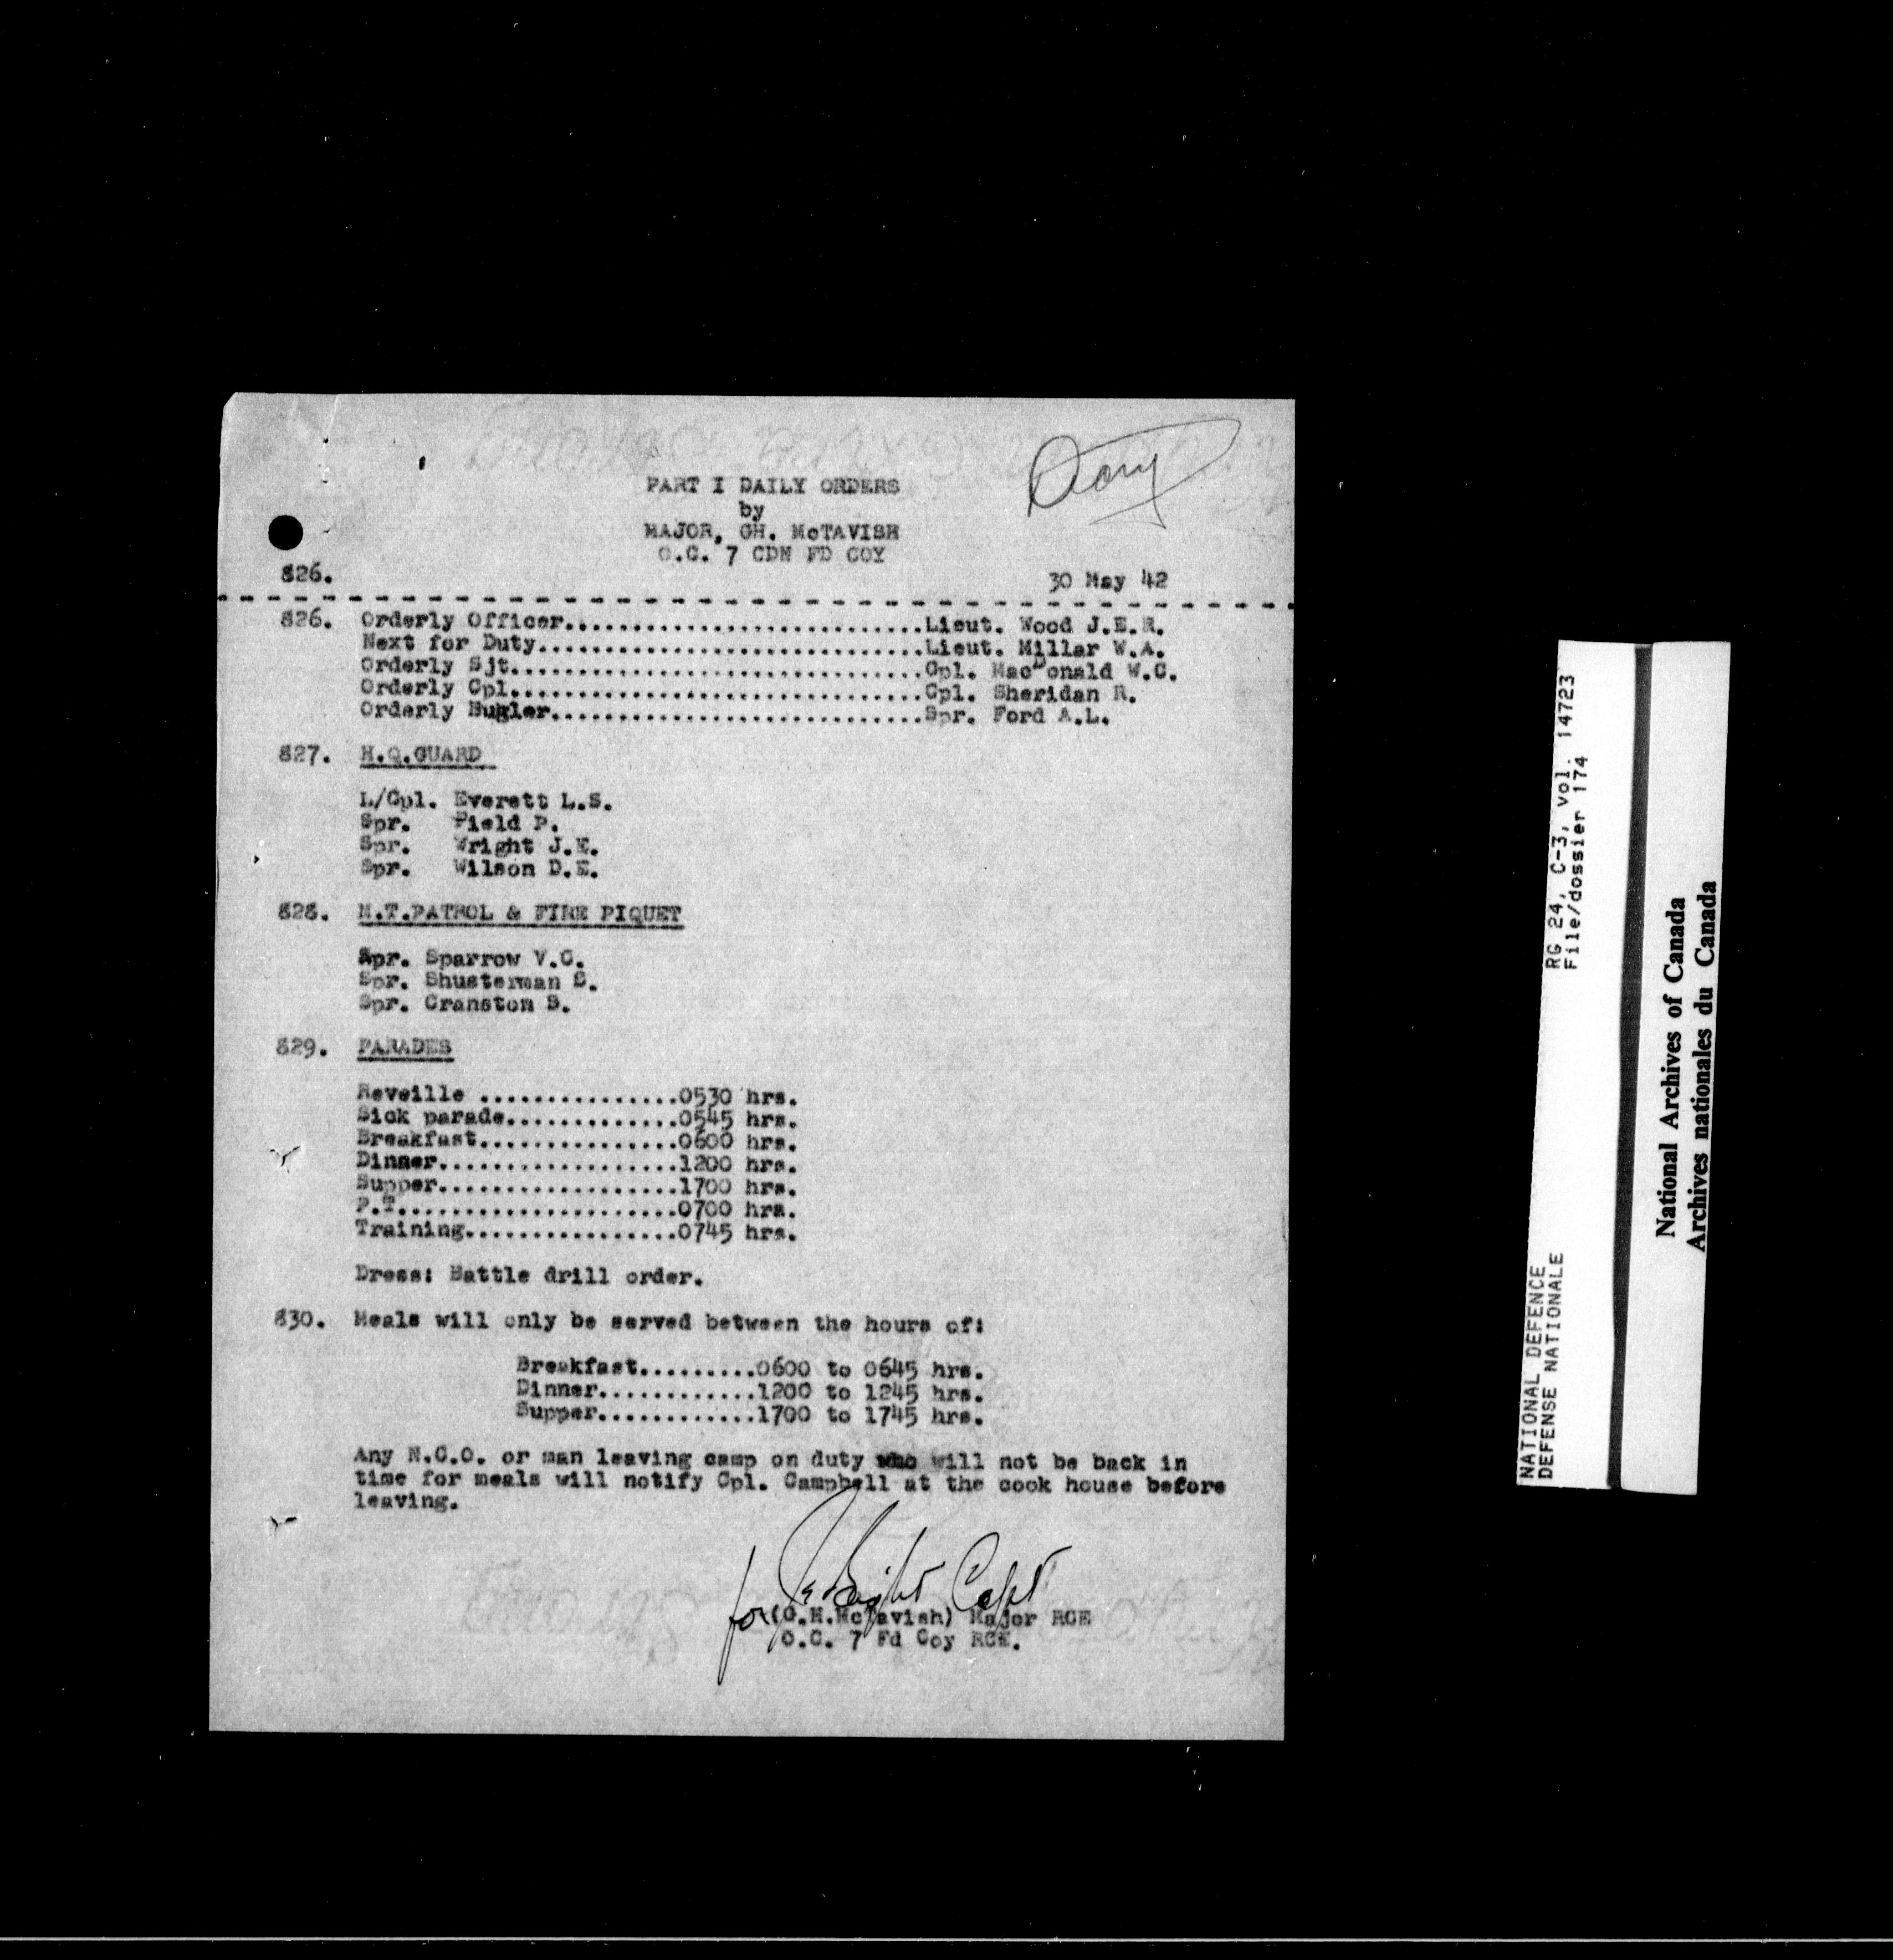 PART I DAILY ORDERS
by
MAJOR, GH. McTAVISH
O.C. 7 CDN FD COY
826.
30 May 42
826. Orderly Officer...........................Lieut. Wood J.E.R.
Next for Duty.............................Lieut. Millar W.A.
Orderly Sjt...............................Cpl. MacDonald W.C.
Orderly Cpl...............................Cpl. Sheridan R.
Orderly Bugler............................Spr. Ford A.L.
827. H.Q.GUARD
L/Cpl. Everett L.S.
Spr. Field P.
Spr. Wright J.E.
Spr. Wilson D.E.
828. M.T.PATROL & FIRE PIQUET
Spr. Sparrow V.C.
Spr. Shusterman S.
Spr. Cranston S.
829. PARADES
Reveille ...............0530 hrs.
Sick parade.............0545 hrs.
Breakfast...............0600 hrs.
Dinner..................1200 hrs.
Supper..................1700 hrs.
P.T.....................0700 hrs.
Training................0745 hrs.
Dress: Battle drill order.
830. Meals will only be served between the hours of:
Breakfast.........0600 to 0645 hrs.
Dinner............1200 to 1245 hrs.
Supper............1700 to 1745 hrs.
Any N.C.O. or man leaving camp on duty who will not be back in
time for meals will notify Cpl. Campbell at the cook house before
leaving.
for Capt
(G.H.McTavish) Major RCE
O.C. 7 Fd Coy RCE.
NATIONAL DEFENCE RG 24, C-3, vol. 14723
DEFENSE NATIONALE File/dossier 174
National Archives of Canada
Archives nationales du Canada